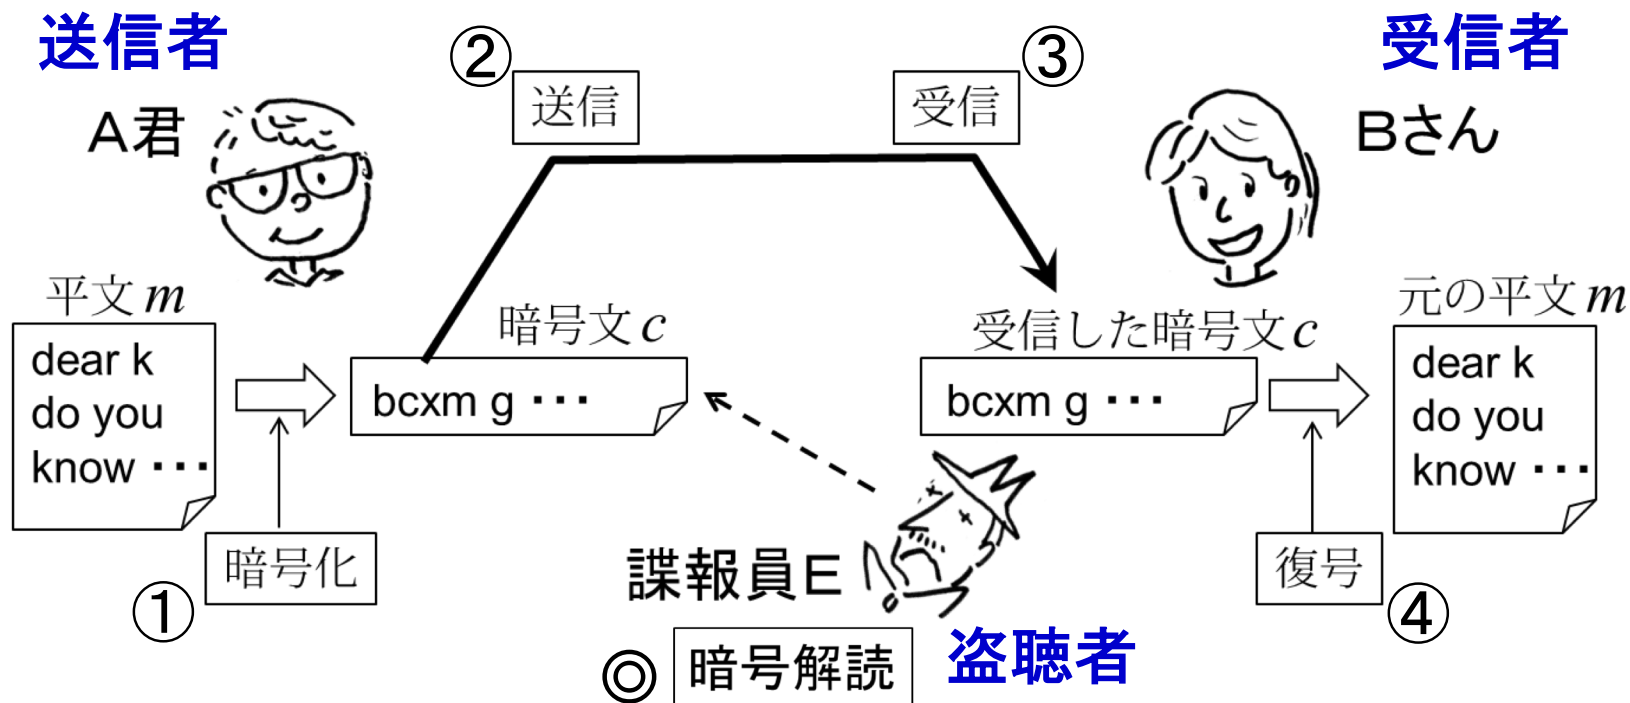 送信者
② 送信
受信 ③
受信者
A君
Bさん
平文 m
dear k
do you
know ・・・
暗号化
①
暗号文 c
bcxm g ・・・
受信した暗号文 c
bcxm g ・・・
元の平文 m
dear k
do you
know ・・・
復号
④
諜報員E
◎ 暗号解読
盗聴者